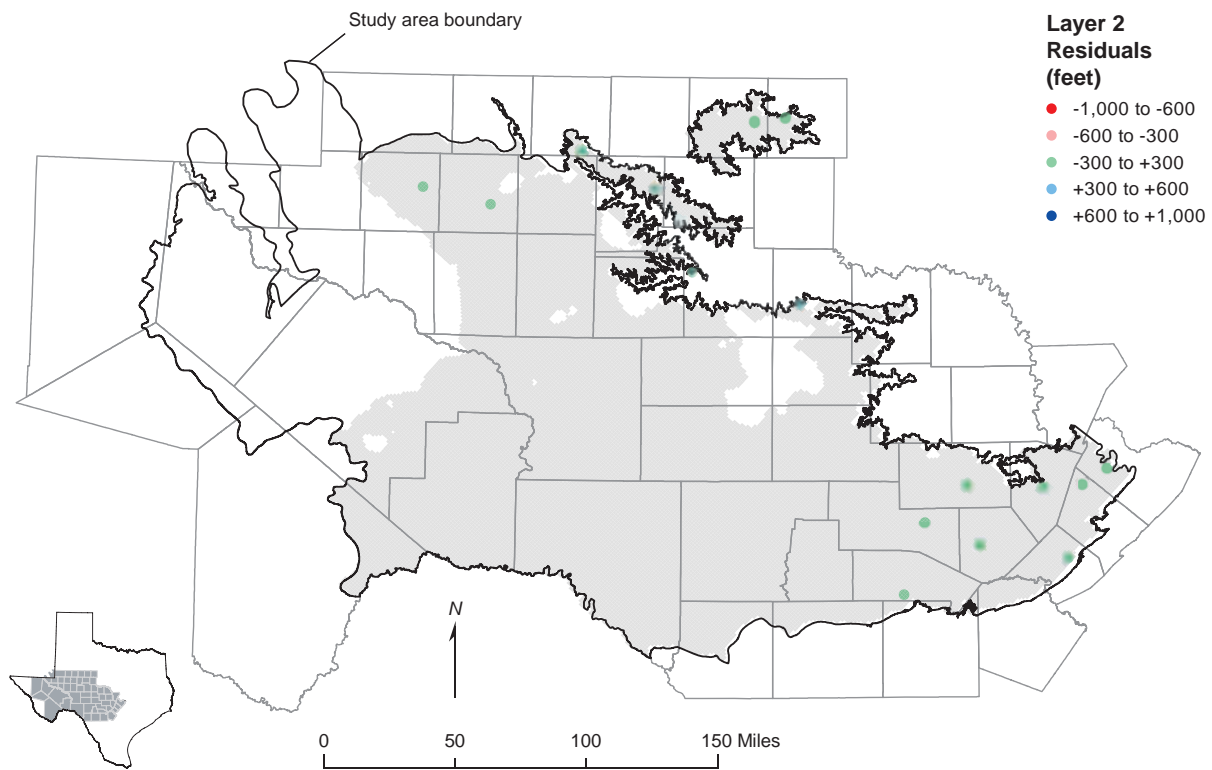 Study area boundary
Layer 2
Residuals
(feet)
-1,000 to -600
-600 to -300
-300 to +300
+300 to +600
+600 to +1,000
N
0 50 100 150 Miles